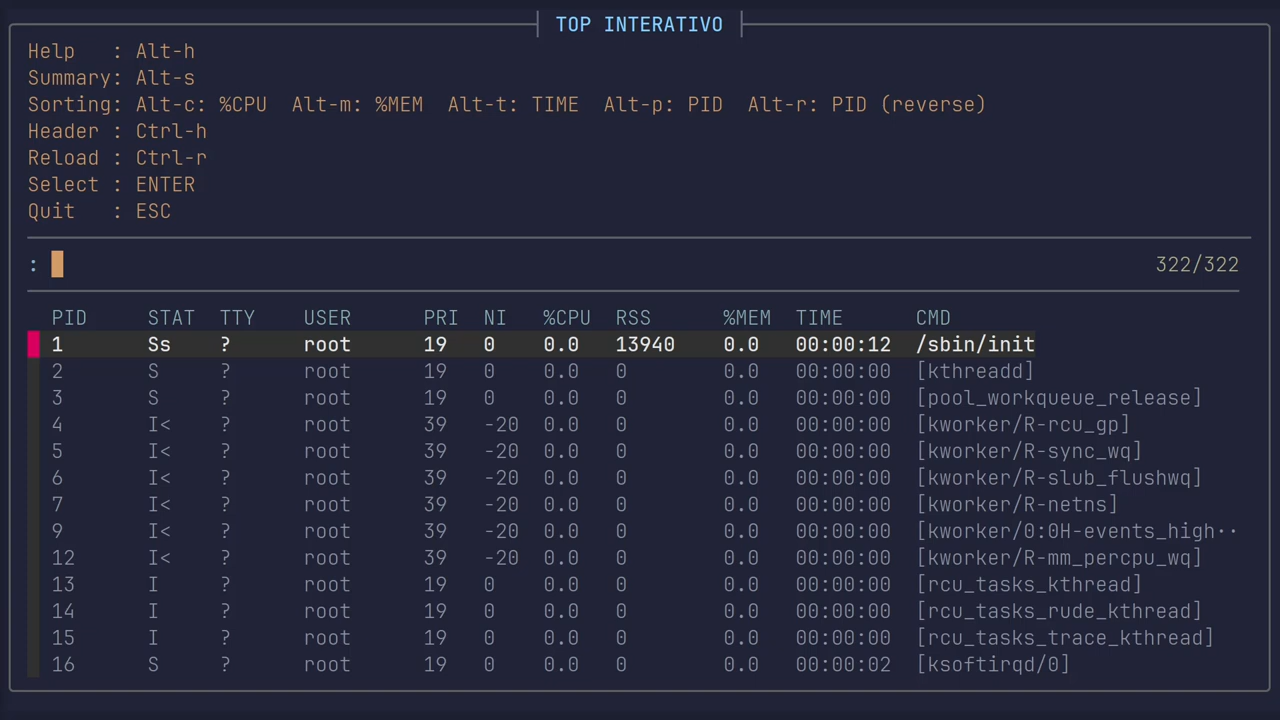 TOP INTERATIVO
Help   : Alt-h
Summary: Alt-s
Sorting: Alt-c: %CPU  Alt-m: %MEM  Alt-t: TIME  Alt-p: PID  Alt-r: PID (reverse)
Header : Ctrl-h
Reload : Ctrl-r
Select : ENTER
Quit   : ESC
: 322/322
PID STAT TTY USER PRI NI %CPU RSS %MEM TIME CMD
1 Ss ? root 19 0 0.0 13940 0.0 00:00:12 /sbin/init
2 S ? root 19 0 0.0 0 0.0 00:00:00 [kthreadd]
3 S ? root 19 0 0.0 0 0.0 00:00:00 [pool_workqueue_release]
4 I< ? root 39 -20 0.0 0 0.0 00:00:00 [kworker/R-rcu_gp]
5 I< ? root 39 -20 0.0 0 0.0 00:00:00 [kworker/R-sync_wq]
6 I< ? root 39 -20 0.0 0 0.0 00:00:00 [kworker/R-slub_flushwq]
7 I< ? root 39 -20 0.0 0 0.0 00:00:00 [kworker/R-netns]
9 I< ? root 39 -20 0.0 0 0.0 00:00:00 [kworker/0:0H-events_high··
12 I< ? root 39 -20 0.0 0 0.0 00:00:00 [kworker/R-mm_percpu_wq]
13 I ? root 19 0 0.0 0 0.0 00:00:00 [rcu_tasks_kthread]
14 I ? root 19 0 0.0 0 0.0 00:00:00 [rcu_tasks_rude_kthread]
15 I ? root 19 0 0.0 0 0.0 00:00:00 [rcu_tasks_trace_kthread]
16 S ? root 19 0 0.0 0 0.0 00:00:02 [ksoftirqd/0]